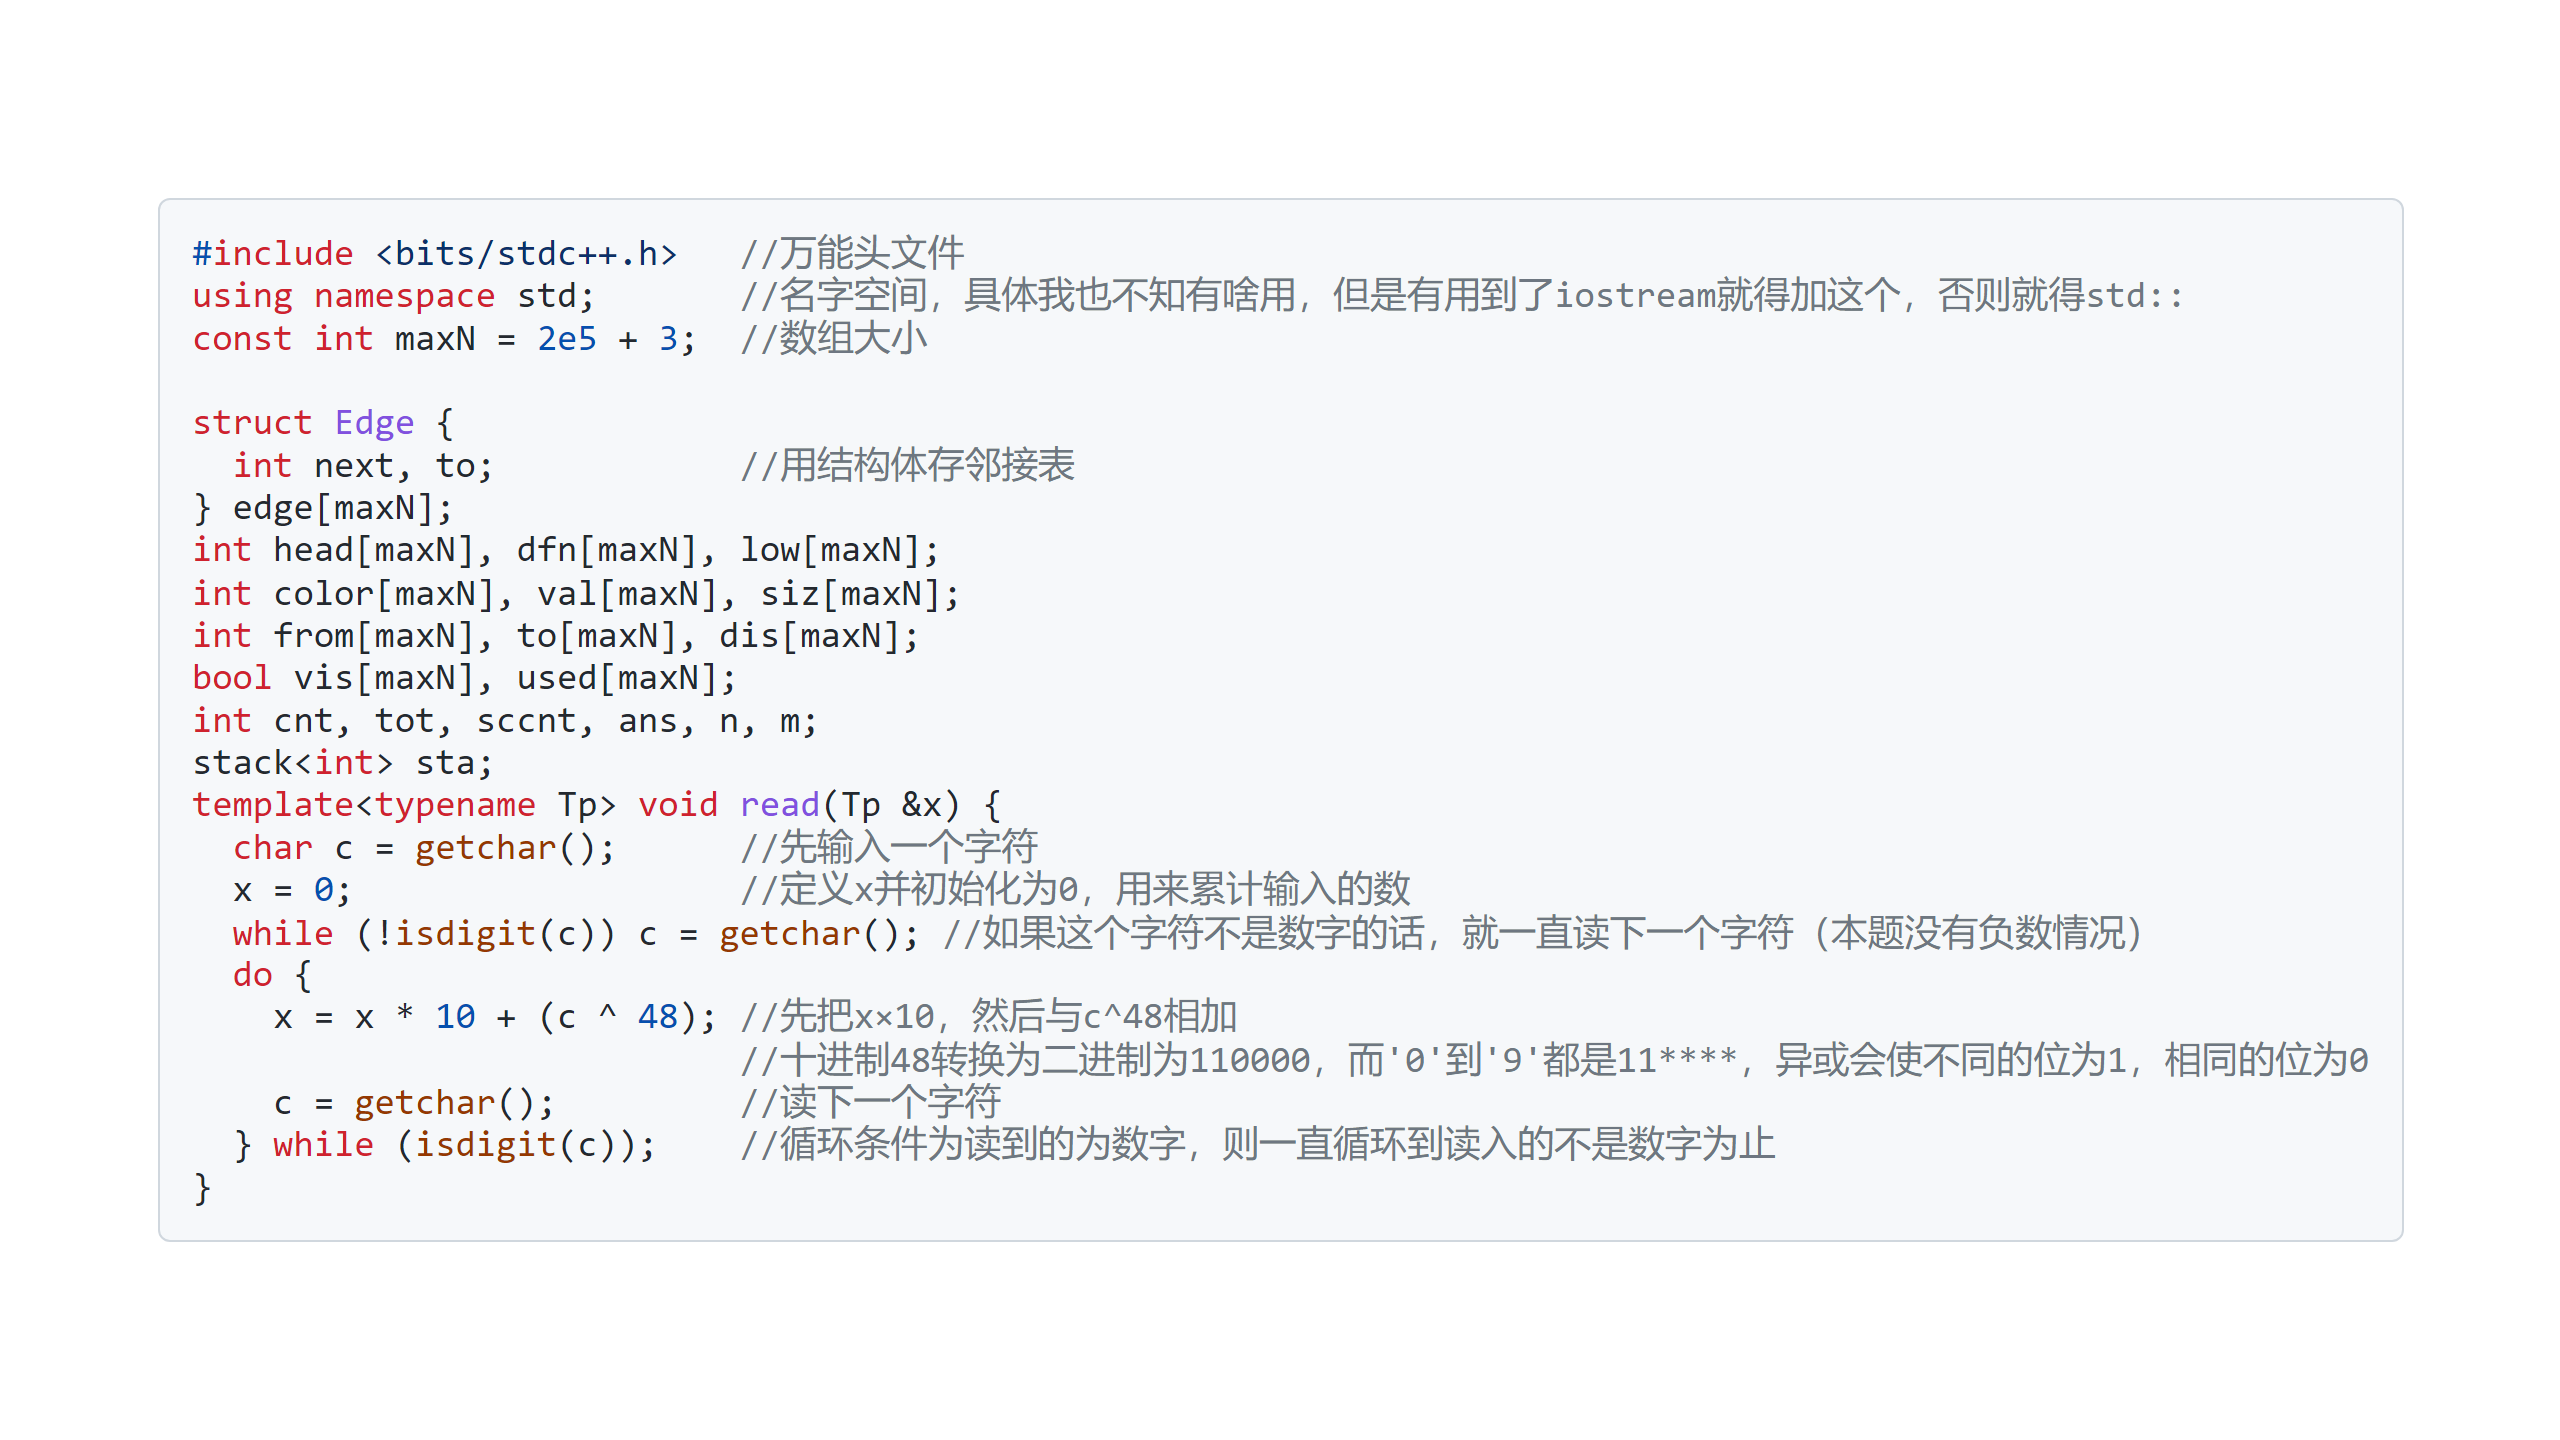 #include <bits/stdc++.h>   //万能头文件
using namespace std;       //名字空间，具体我也不知有啥用，但是有用到了iostream就得加这个，否则就得std::
const int maxN = 2e5 + 3;  //数组大小

struct Edge {
  int next, to;            //用结构体存邻接表
} edge[maxN];
int head[maxN], dfn[maxN], low[maxN];
int color[maxN], val[maxN], siz[maxN];
int from[maxN], to[maxN], dis[maxN];
bool vis[maxN], used[maxN];
int cnt, tot, sccnt, ans, n, m;
stack<int> sta;
template<typename Tp> void read(Tp &x) {
  char c = getchar();      //先输入一个字符
  x = 0;                   //定义x并初始化为0，用来累计输入的数
  while (!isdigit(c)) c = getchar(); //如果这个字符不是数字的话，就一直读下一个字符（本题没有负数情况）
  do {
    x = x * 10 + (c ^ 48); //先把x×10，然后与c^48相加
                           //十进制48转换为二进制为110000，而'0'到'9'都是11****，异或会使不同的位为1，相同的位为0
    c = getchar();         //读下一个字符
  } while (isdigit(c));    //循环条件为读到的为数字，则一直循环到读入的不是数字为止
}